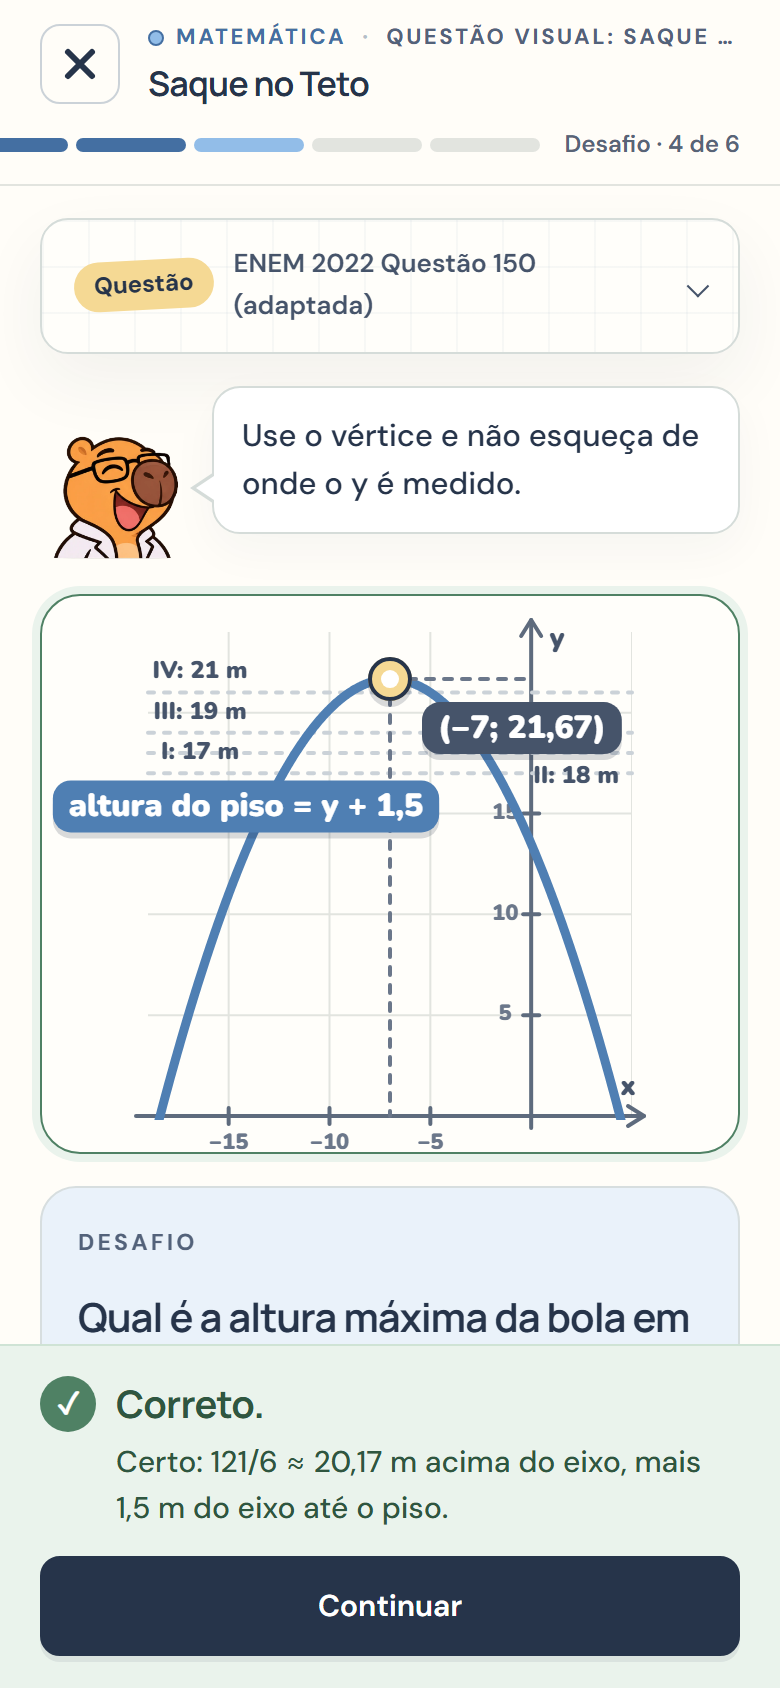 MATEMÁTICA · QUESTÃO VISUAL: SAQUE ...
Saque no Teto
Desafio · 4 de 6
Questão
ENEM 2022 Questão 150
(adaptada)
Use o vértice e não esqueça de
onde o y é medido.
y
IV: 21 m
III: 19 m
(–7; 21,67)
I: 17 m
II: 18 m
altura do piso = y + 1,5
15
10
5
x
–15
–10
–5
DESAFIO
Qual é a altura máxima da bola em
✓
Correto.
Certo: 121/6 ≈ 20,17 m acima do eixo, mais
1,5 m do eixo até o piso.
Continuar